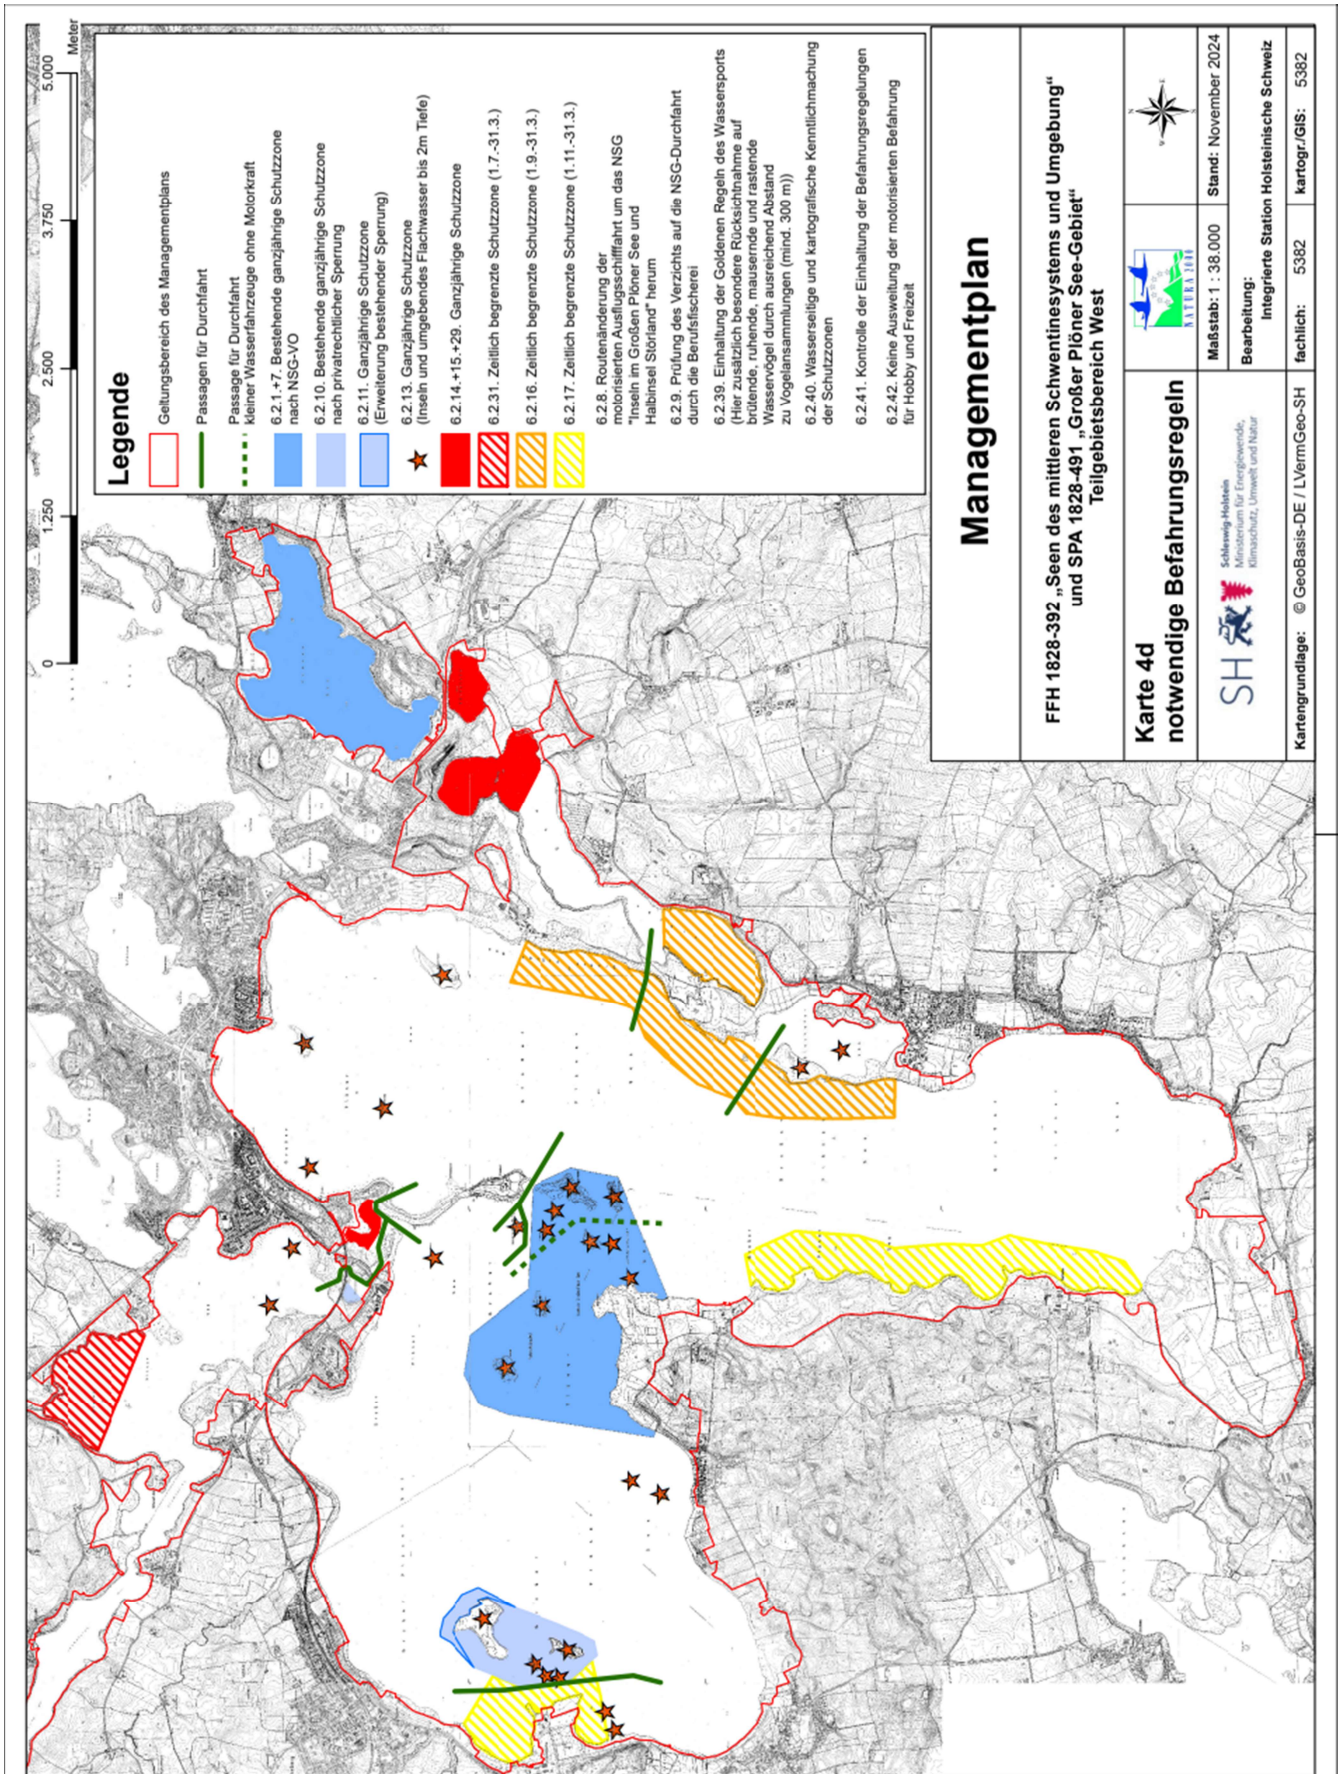 0
1.250
2.500
3.750
5.000
Meter
Legende
Geltungsbereich des Managementplans
Passagen für Durchfahrt
Passage für Durchfahrt
kleiner Wasserfahrzeuge ohne Motorkraft
6.2.1.+7. Bestehende ganzjährige Schutzzone
nach NSG-VO
6.2.10. Bestehende ganzjährige Schutzzone
nach privatrechtlicher Sperrung
6.2.11. Ganzjährige Schutzzone
(Erweiterung bestehender Sperrung)
6.2.13. Ganzjährige Schutzzone
(Inseln und umgebendes Flachwasser bis 2m Tiefe)
6.2.14.+15.+29. Ganzjährige Schutzzone
6.2.31. Zeitlich begrenzte Schutzzone (1.7.-31.3.)
6.2.16. Zeitlich begrenzte Schutzzone (1.9.-31.3.)
6.2.17. Zeitlich begrenzte Schutzzone (1.11.-31.3.)
6.2.8. Routenänderung der
motorisierten Ausflugsschifffahrt um das NSG
"Inseln im Großen Plöner See und
Halbinsel Störland" herum
6.2.9. Prüfung des Verzichts auf die NSG-Durchfahrt
durch die Berufsfischerei
6.2.39. Einhaltung der Goldenen Regeln des Wassersports
(Hier zusätzlich besondere Rücksichtnahme auf
brütende, ruhende, mausernde und rastende
Wasservögel durch ausreichend Abstand
zu Vogelansammlungen (mind. 300 m))
6.2.40. Wasserseitige und kartografische Kenntlichmachung
der Schutzzonen
6.2.41. Kontrolle der Einhaltung der Befahrungsregelungen
6.2.42. Keine Ausweitung der motorisierten Befahrung
für Hobby und Freizeit
Managementplan
FFH 1828-392 „Seen des mittleren Schwentinesystems und Umgebung“
und SPA 1828-491 „Großer Plöner See-Gebiet“
Teilgebietsbereich West
Karte 4d
notwendige Befahrungsregeln
NATURA 2000
SH
Schleswig-Holstein
Ministerium für Energiewende,
Klimaschutz, Umwelt und Natur
Maßstab: 1 : 38.000
Stand: November 2024
Bearbeitung:
Integrierte Station Holsteinische Schweiz
Kartengrundlage: © GeoBasis-DE / LVermGeo-SH
fachlich: 5382
kartogr./GIS: 5382